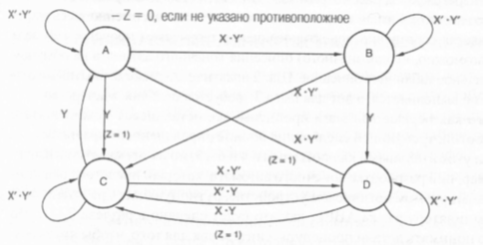 – Z = 0, если не указано противоположное
X'·Y'
X'·Y'
A
X·Y'
B
X·Y'
Y
Y
Y
(Z = 1)
X·Y'
(Z = 1)
C
X·Y'
D
X'·Y
X'·Y'
X·Y
X'·Y'
(Z = 1)